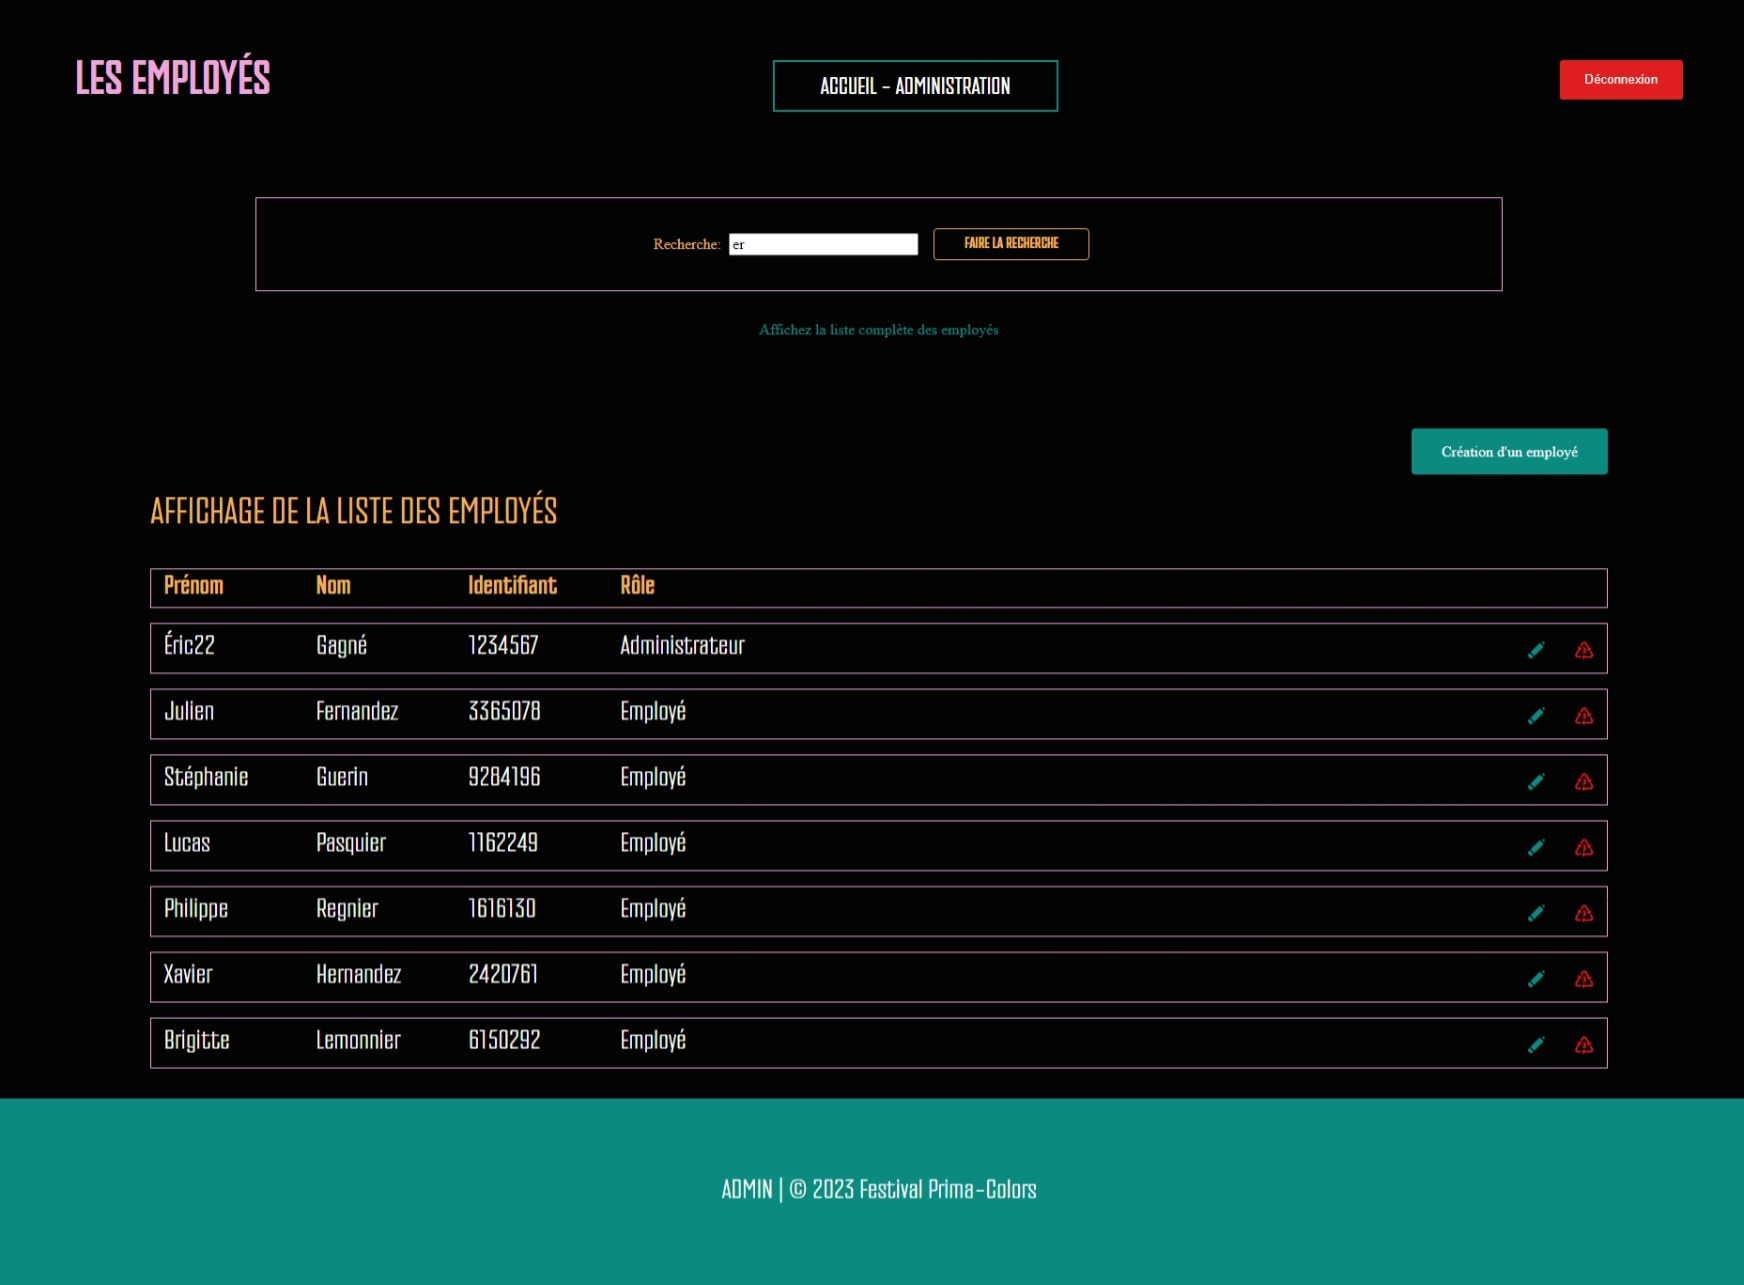 LES EMPLOYÉS
ACCUEIL - ADMINISTRATION
Déconnexion
Recherche: er FAIRE LA RECHERCHE
Affichez la liste complète des employés
Création d'un employé
AFFICHAGE DE LA LISTE DES EMPLOYÉS
Prénom Nom Identifiant Rôle
Éric22 Gagné 1234567 Administrateur
Julien Fernandez 3365078 Employé
Stéphanie Guerin 9284196 Employé
Lucas Pasquier 1162249 Employé
Philippe Regnier 1616130 Employé
Xavier Hernandez 2420761 Employé
Brigitte Lemonnier 6150292 Employé
ADMIN | © 2023 Festival Prima-Colors